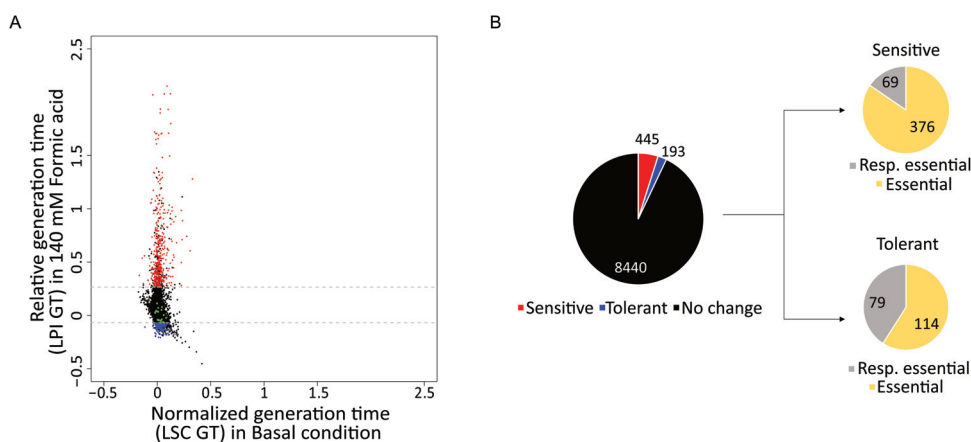 A
Relative generation time
(LPI GT) in 140 mM Formic acid
2.5
2
1.5
1
0.5
0
−0.5
−0.5
0
0.5
1
1.5
2
2.5
Normalized generation time
(LSC GT) in Basal condition
B
445
193
8440
Sensitive Tolerant No change
Sensitive
69
376
Resp. essential
Essential
Tolerant
79
114
Resp. essential
Essential